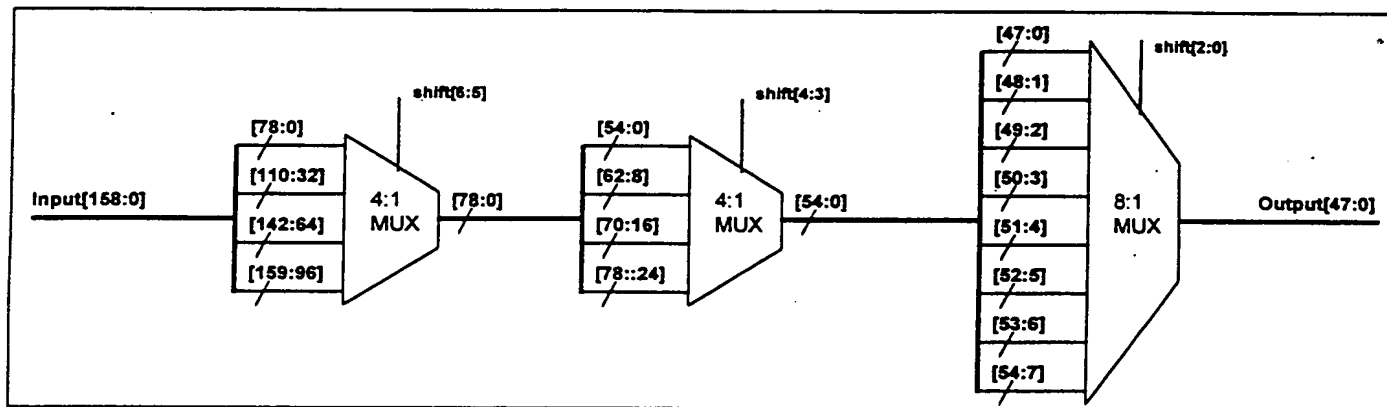 Input[158:0]
[78:0]
[110:32]
[142:64]
[159:96]
shift[6:5]
4:1
MUX
[78:0]
[54:0]
[62:8]
[70:16]
[78::24]
shift[4:3]
4:1
MUX
[54:0]
[47:0]
[48:1]
[49:2]
[50:3]
[51:4]
[52:5]
[53:6]
[54:7]
shift[2:0]
8:1
MUX
Output[47:0]